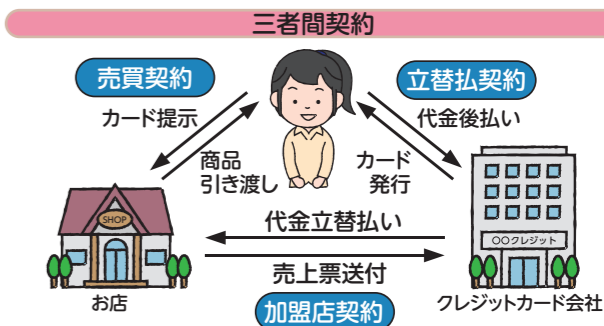 三者間契約
売買契約
立替払契約
カード提示
代金後払い
商品
引き渡し
カード
発行
SHOP
代金立替払い
〇〇クレジット
売上票送付
お店
加盟店契約
クレジットカード会社